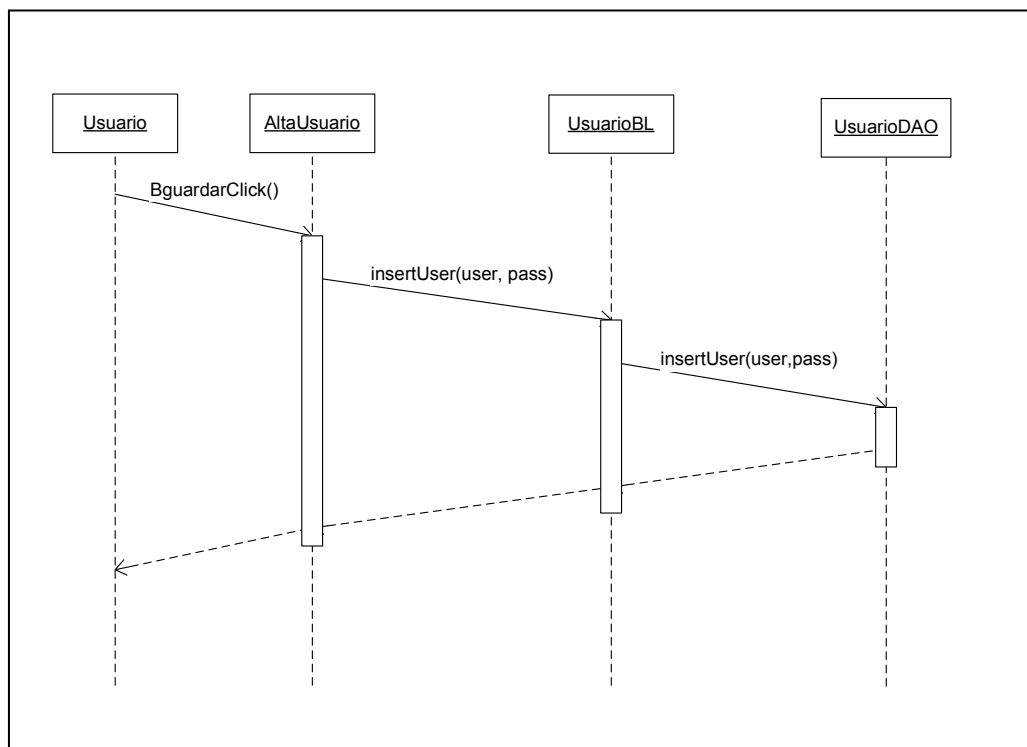 Usuario
AltaUsuario
UsuarioBL
UsuarioDAO
BguardarClick()
insertUser(user, pass)
insertUser(user,pass)